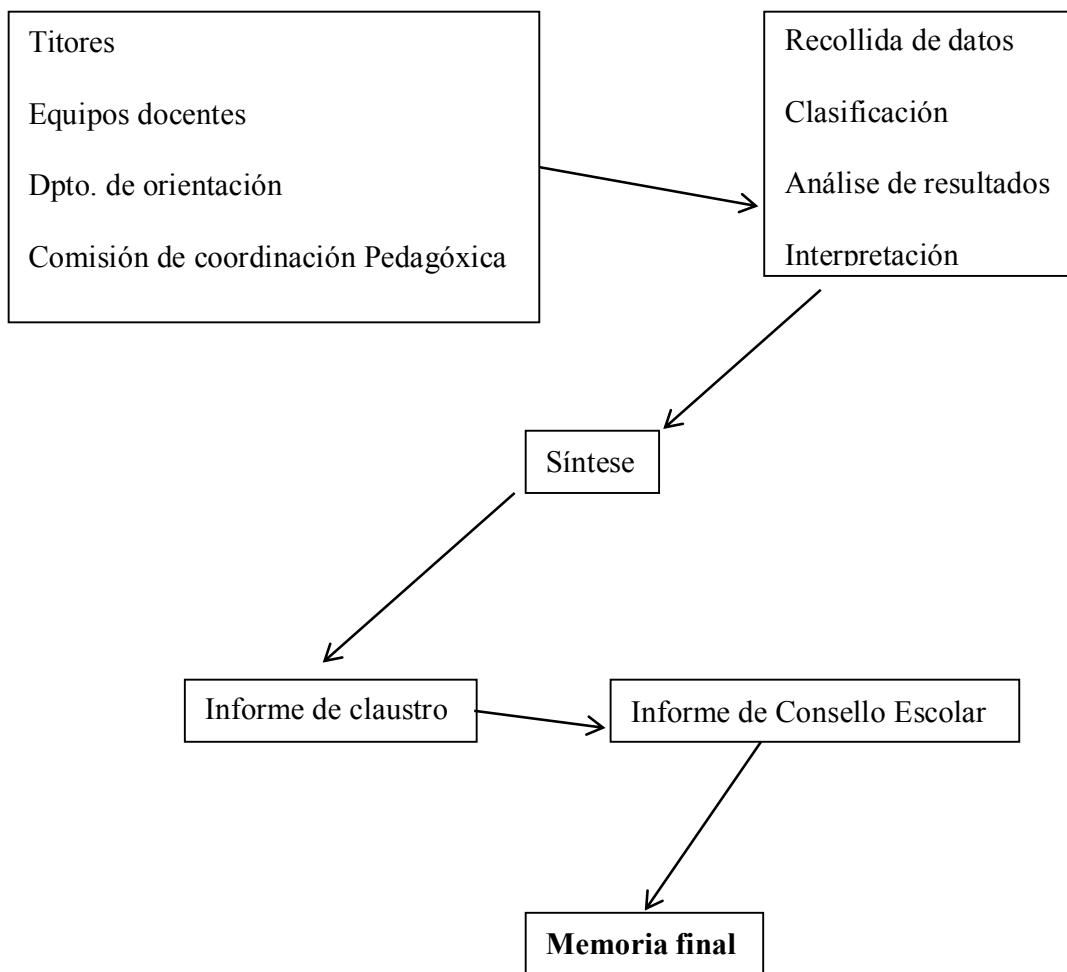 Titores
Equipos docentes
Dpto. de orientación
Comisión de coordinación Pedagóxica
Recollida de datos
Clasificación
Análise de resultados
Interpretación
Síntese
Informe de claustro
Informe de Consello Escolar
Memoria final